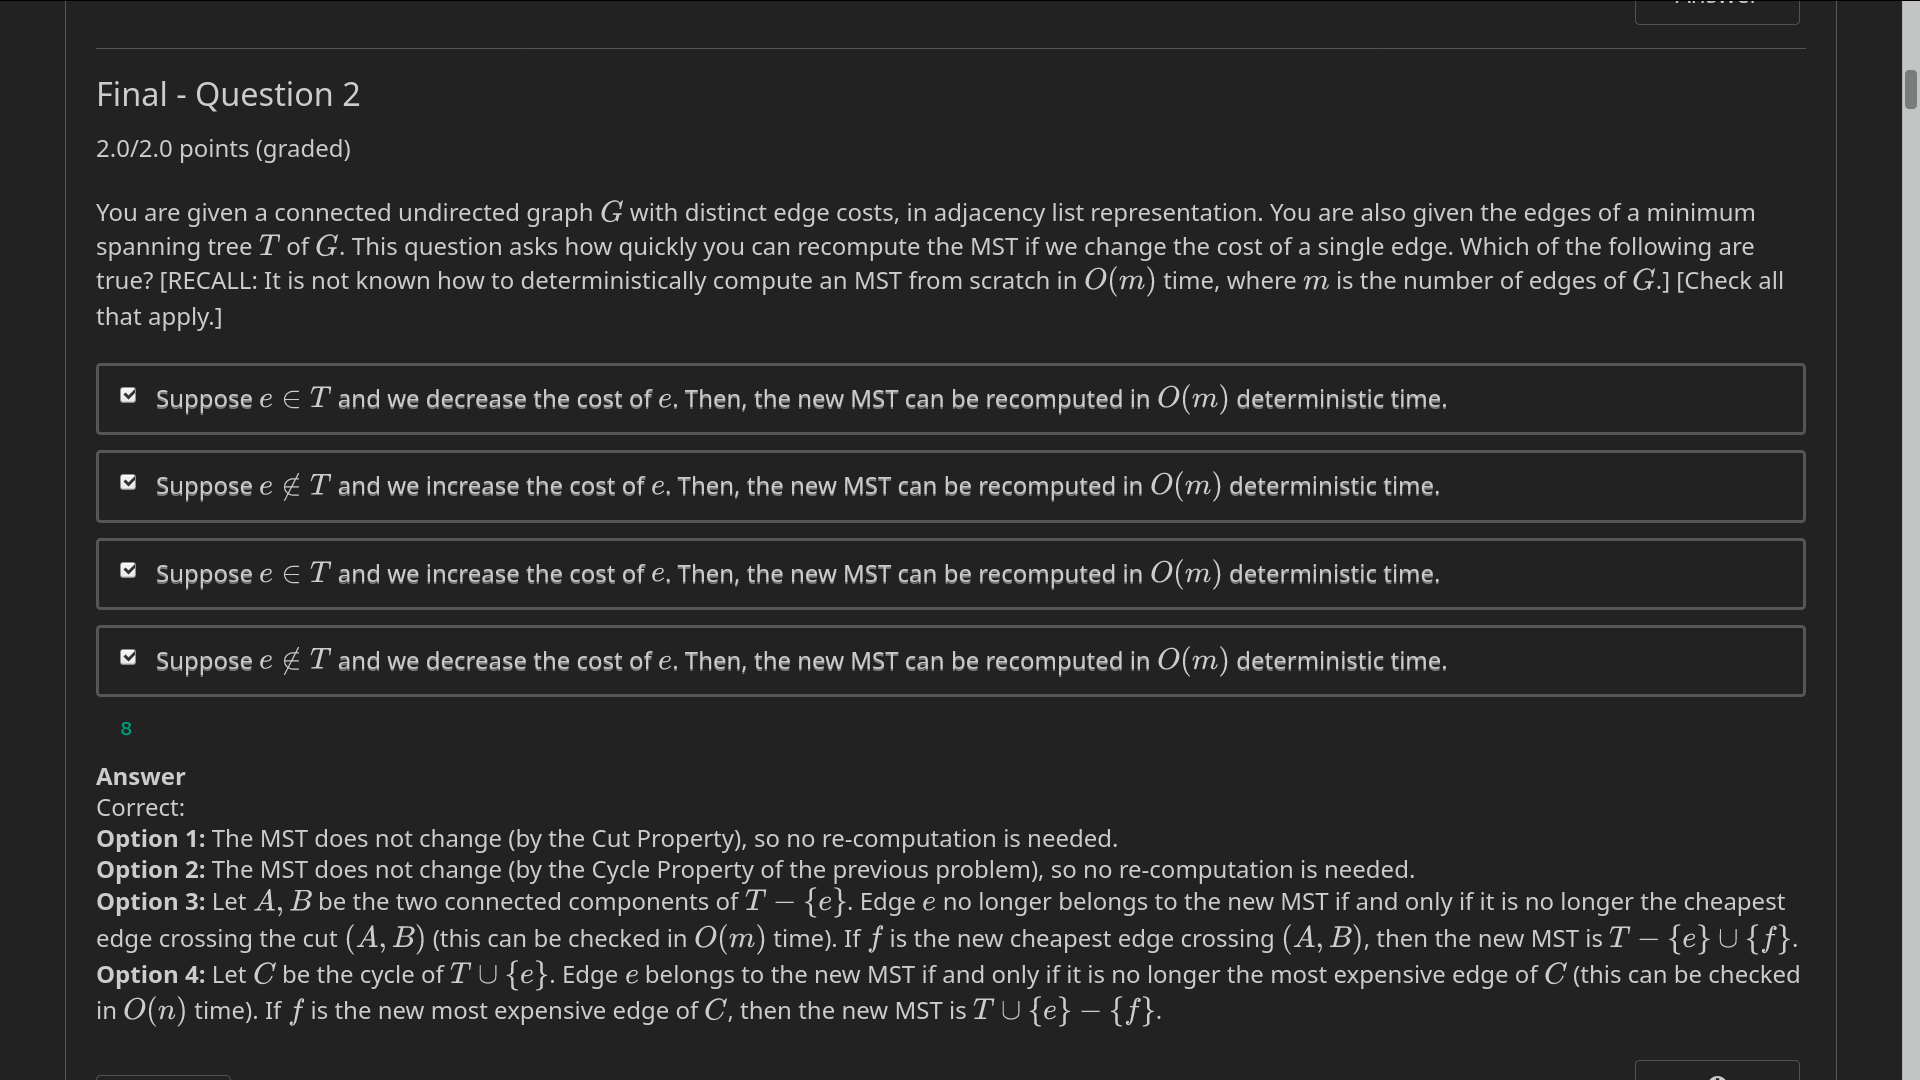 Final - Question 2
2.0/2.0 points (graded)
You are given a connected undirected graph G with distinct edge costs, in adjacency list representation. You are also given the edges of a minimum
spanning tree T of G. This question asks how quickly you can recompute the MST if we change the cost of a single edge. Which of the following are
true? [RECALL: It is not known how to deterministically compute an MST from scratch in O(m) time, where m is the number of edges of G.] [Check all
that apply.]
Suppose e ∈ T and we decrease the cost of e. Then, the new MST can be recomputed in O(m) deterministic time.
Suppose e ∉ T and we increase the cost of e. Then, the new MST can be recomputed in O(m) deterministic time.
Suppose e ∈ T and we increase the cost of e. Then, the new MST can be recomputed in O(m) deterministic time.
Suppose e ∉ T and we decrease the cost of e. Then, the new MST can be recomputed in O(m) deterministic time.
8
Answer
Correct:
Option 1: The MST does not change (by the Cut Property), so no re-computation is needed.
Option 2: The MST does not change (by the Cycle Property of the previous problem), so no re-computation is needed.
Option 3: Let A, B be the two connected components of T − {e}. Edge e no longer belongs to the new MST if and only if it is no longer the cheapest
edge crossing the cut (A, B) (this can be checked in O(m) time). If f is the new cheapest edge crossing (A, B), then the new MST is T − {e} ∪ {f}.
Option 4: Let C be the cycle of T ∪ {e}. Edge e belongs to the new MST if and only if it is no longer the most expensive edge of C (this can be checked
in O(n) time). If f is the new most expensive edge of C, then the new MST is T ∪ {e} − {f}.